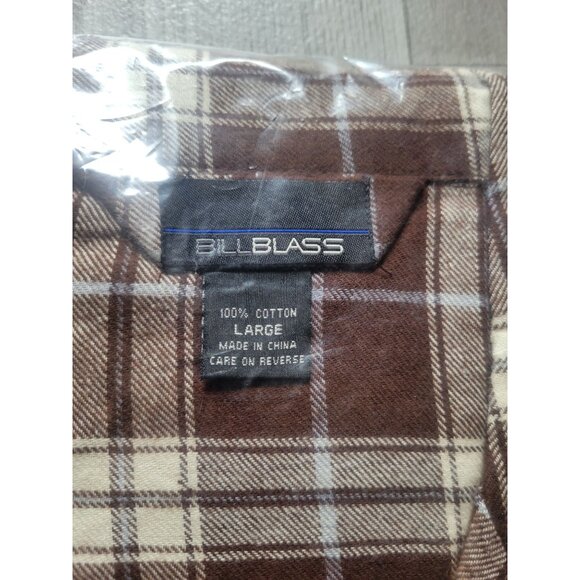 BILLBLASS
100% COTTON
LARGE
MADE IN CHINA
CARE ON REVERSE